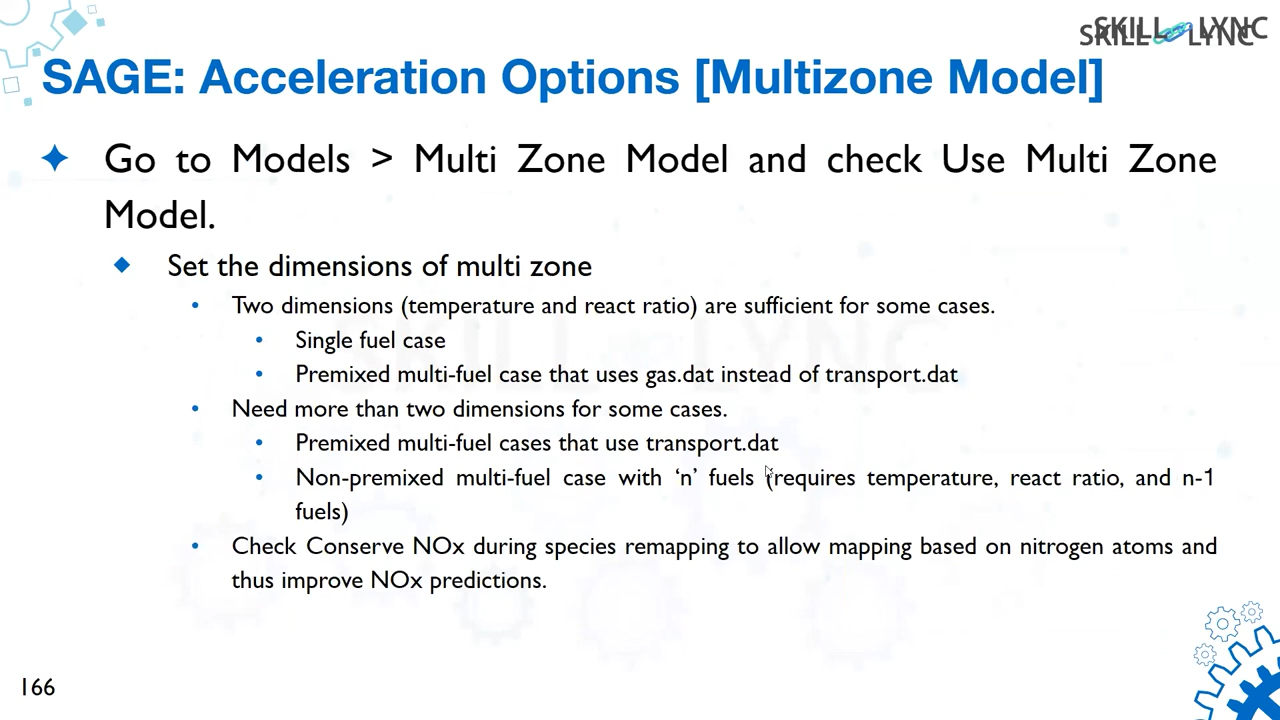 SKILL LYNC
SKILL LYNC
SAGE: Acceleration Options [Multizone Model]
Go to Models > Multi Zone Model and check Use Multi Zone
Model.
Set the dimensions of multi zone
Two dimensions (temperature and react ratio) are sufficient for some cases.
Single fuel case
Premixed multi-fuel case that uses gas.dat instead of transport.dat
Need more than two dimensions for some cases.
Premixed multi-fuel cases that use transport.dat
Non-premixed multi-fuel case with ‘n’ fuels (requires temperature, react ratio, and n-1
fuels)
Check Conserve NOx during species remapping to allow mapping based on nitrogen atoms and
thus improve NOx predictions.
SKILL LYNC
166